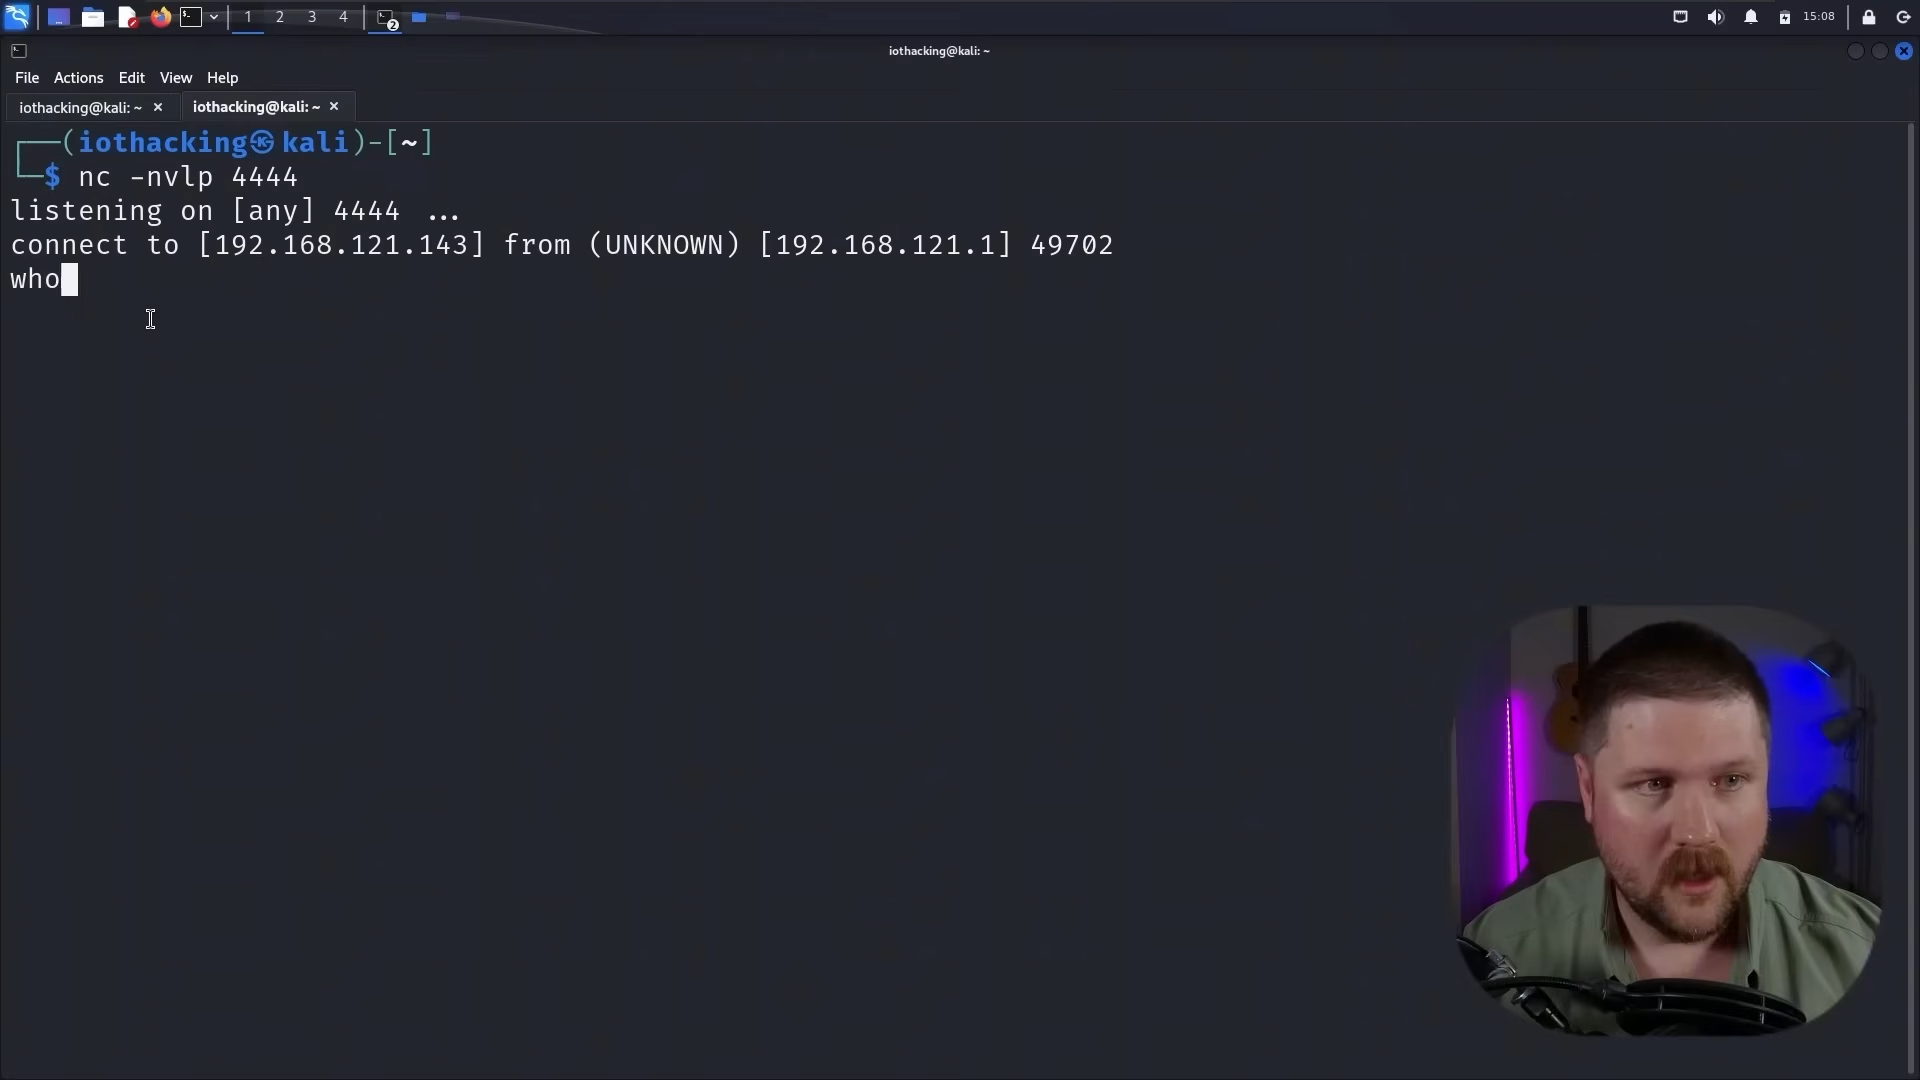 1 2 3 4 2 15:08
iothacking@kali: ~
File Actions Edit View Help
iothacking@kali: ~ iothacking@kali: ~
(iothacking㉿kali)-[~]
$ nc -nvlp 4444
listening on [any] 4444 ...
connect to [192.168.121.143] from (UNKNOWN) [192.168.121.1] 49702
who